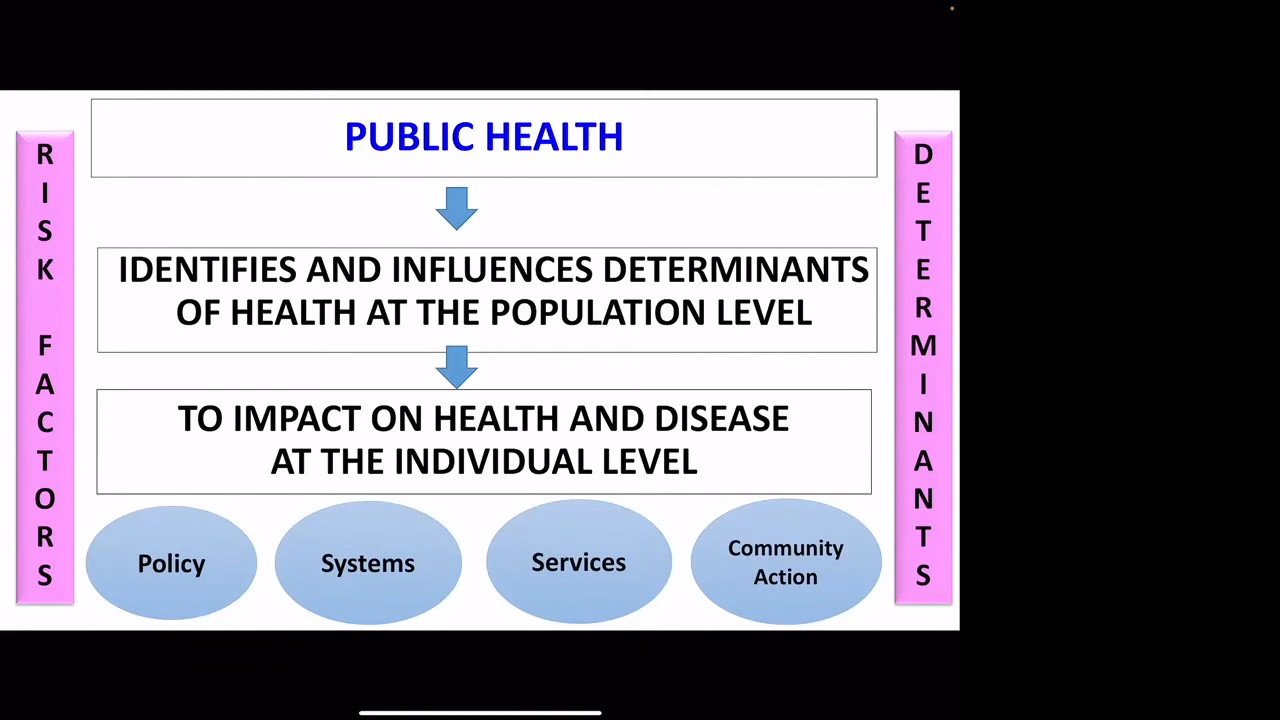 PUBLIC HEALTH
RISK FACTORS
DETERMINANTS
IDENTIFIES AND INFLUENCES DETERMINANTS
OF HEALTH AT THE POPULATION LEVEL
TO IMPACT ON HEALTH AND DISEASE
AT THE INDIVIDUAL LEVEL
Policy
Systems
Services
Community
Action